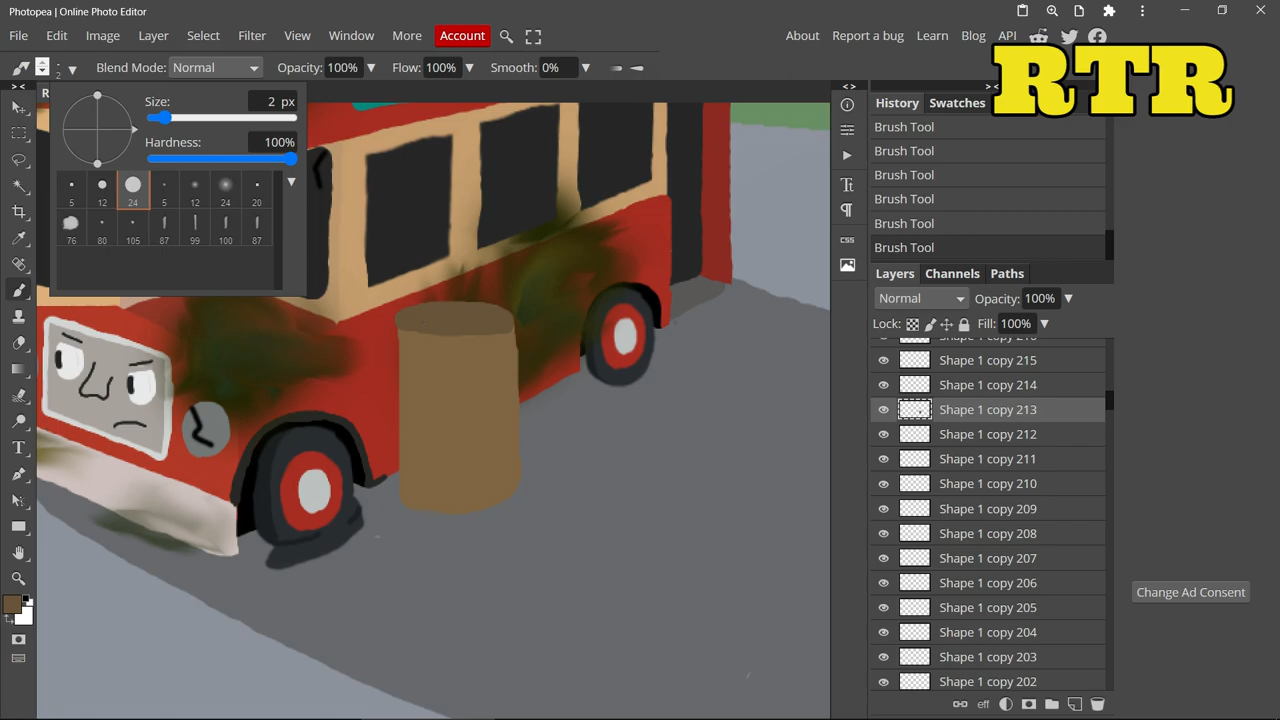 Photopea | Online Photo Editor
File Edit Image Layer Select Filter View Window More Account About Report a bug Learn Blog API
RTR
2 Blend Mode: Normal Opacity: 100% Flow: 100% Smooth: 0%
Size: 2 px
Hardness: 100%
5 12 24 5 12 24 20
76 80 105 87 99 100 87
History Swatches
Brush Tool
Brush Tool
Brush Tool
Brush Tool
Brush Tool
Brush Tool
Layers Channels Paths
Normal Opacity: 100%
Lock: Fill: 100%
CSS
Shape 1 copy 215
Shape 1 copy 214
Shape 1 copy 213
Shape 1 copy 212
Shape 1 copy 211
Shape 1 copy 210
Shape 1 copy 209
Shape 1 copy 208
Shape 1 copy 207
Shape 1 copy 206
Shape 1 copy 205
Shape 1 copy 204
Shape 1 copy 203
Shape 1 copy 202
Change Ad Consent
eff